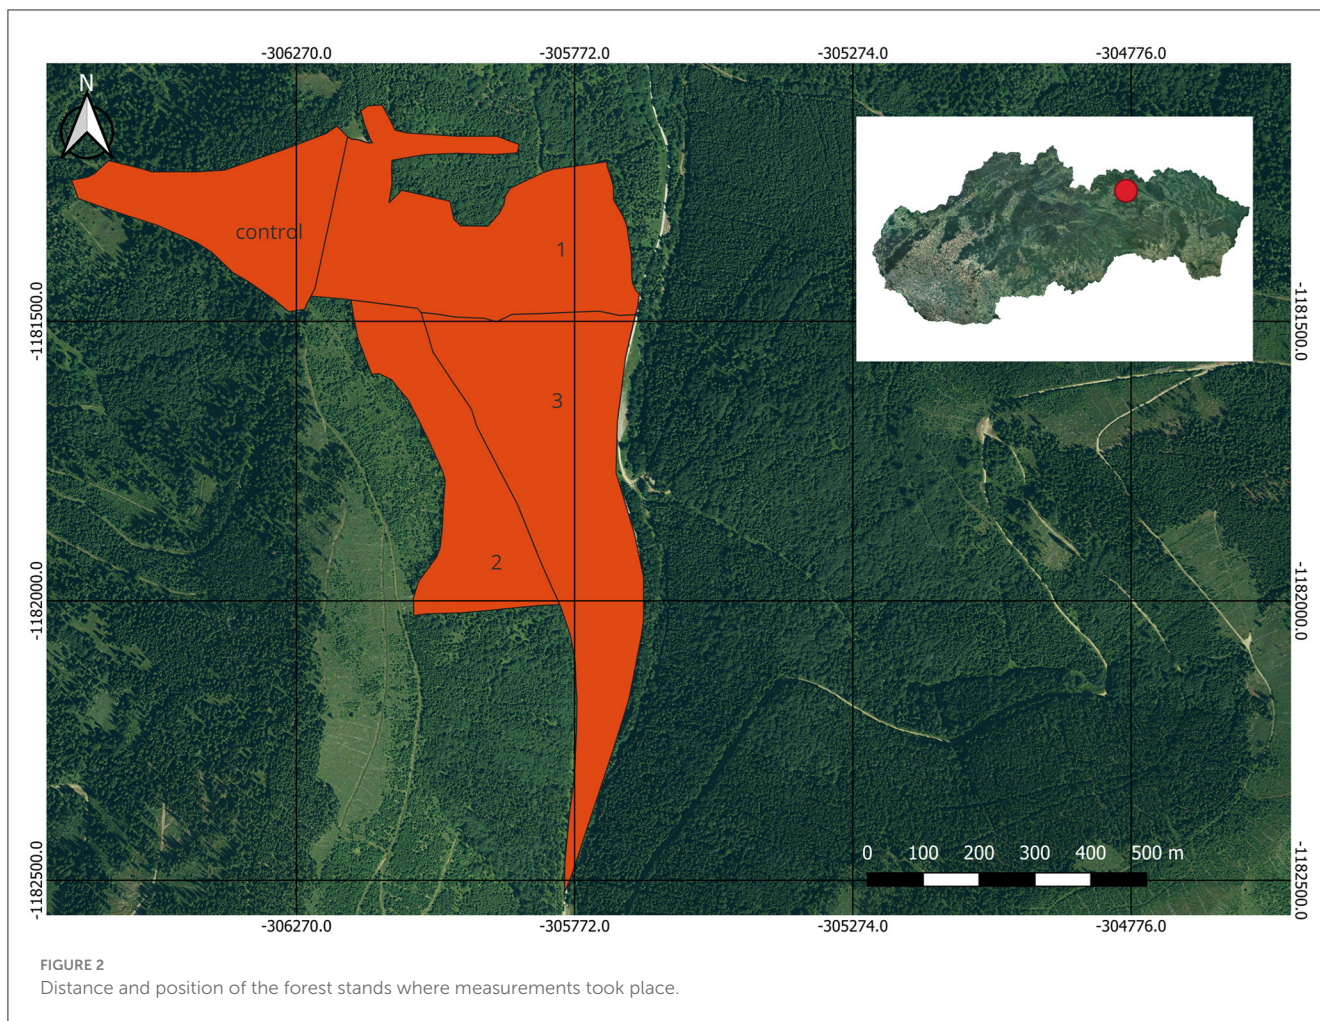 -306270.0 -305772.0 -305274.0 -304776.0
N
control
1
-1181500.0 -1181500.0
3
2
-1182000.0 -1182000.0
0 100 200 300 400 500 m
-1182500.0 -1182500.0
-306270.0 -305772.0 -305274.0 -304776.0
FIGURE 2
Distance and position of the forest stands where measurements took place.